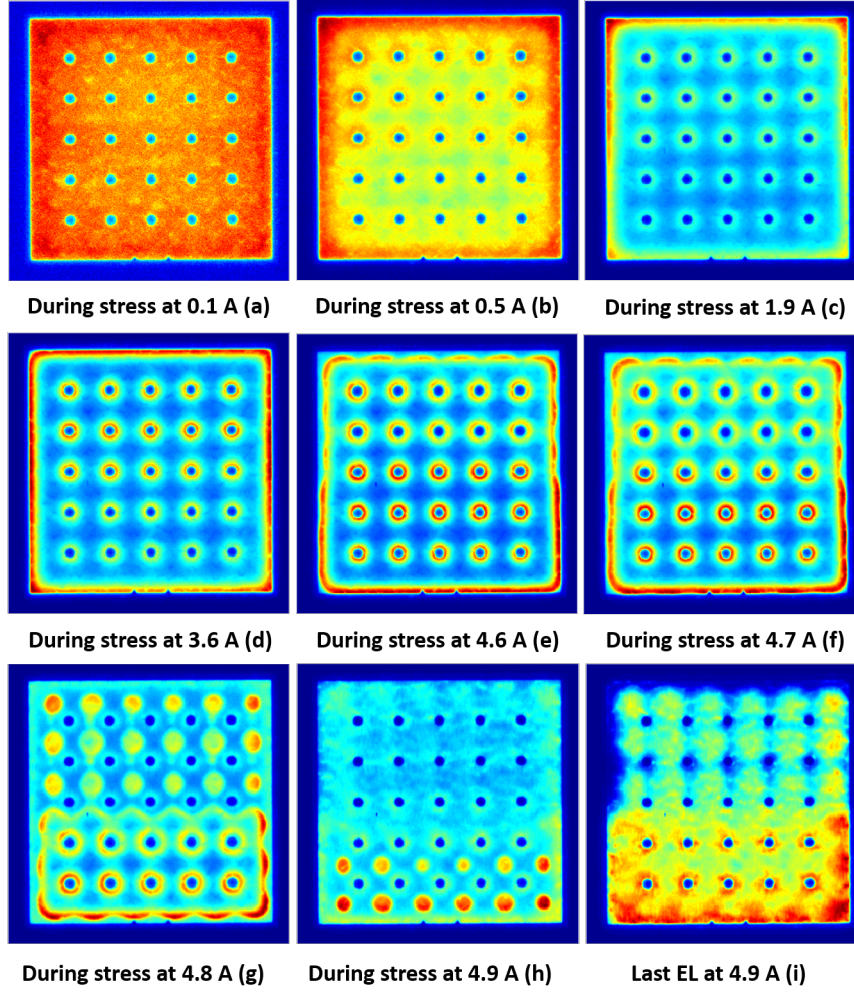 During stress at 0.1 A (a)
During stress at 0.5 A (b)
During stress at 1.9 A (c)
During stress at 3.6 A (d)
During stress at 4.6 A (e)
During stress at 4.7 A (f)
During stress at 4.8 A (g)
During stress at 4.9 A (h)
Last EL at 4.9 A (i)